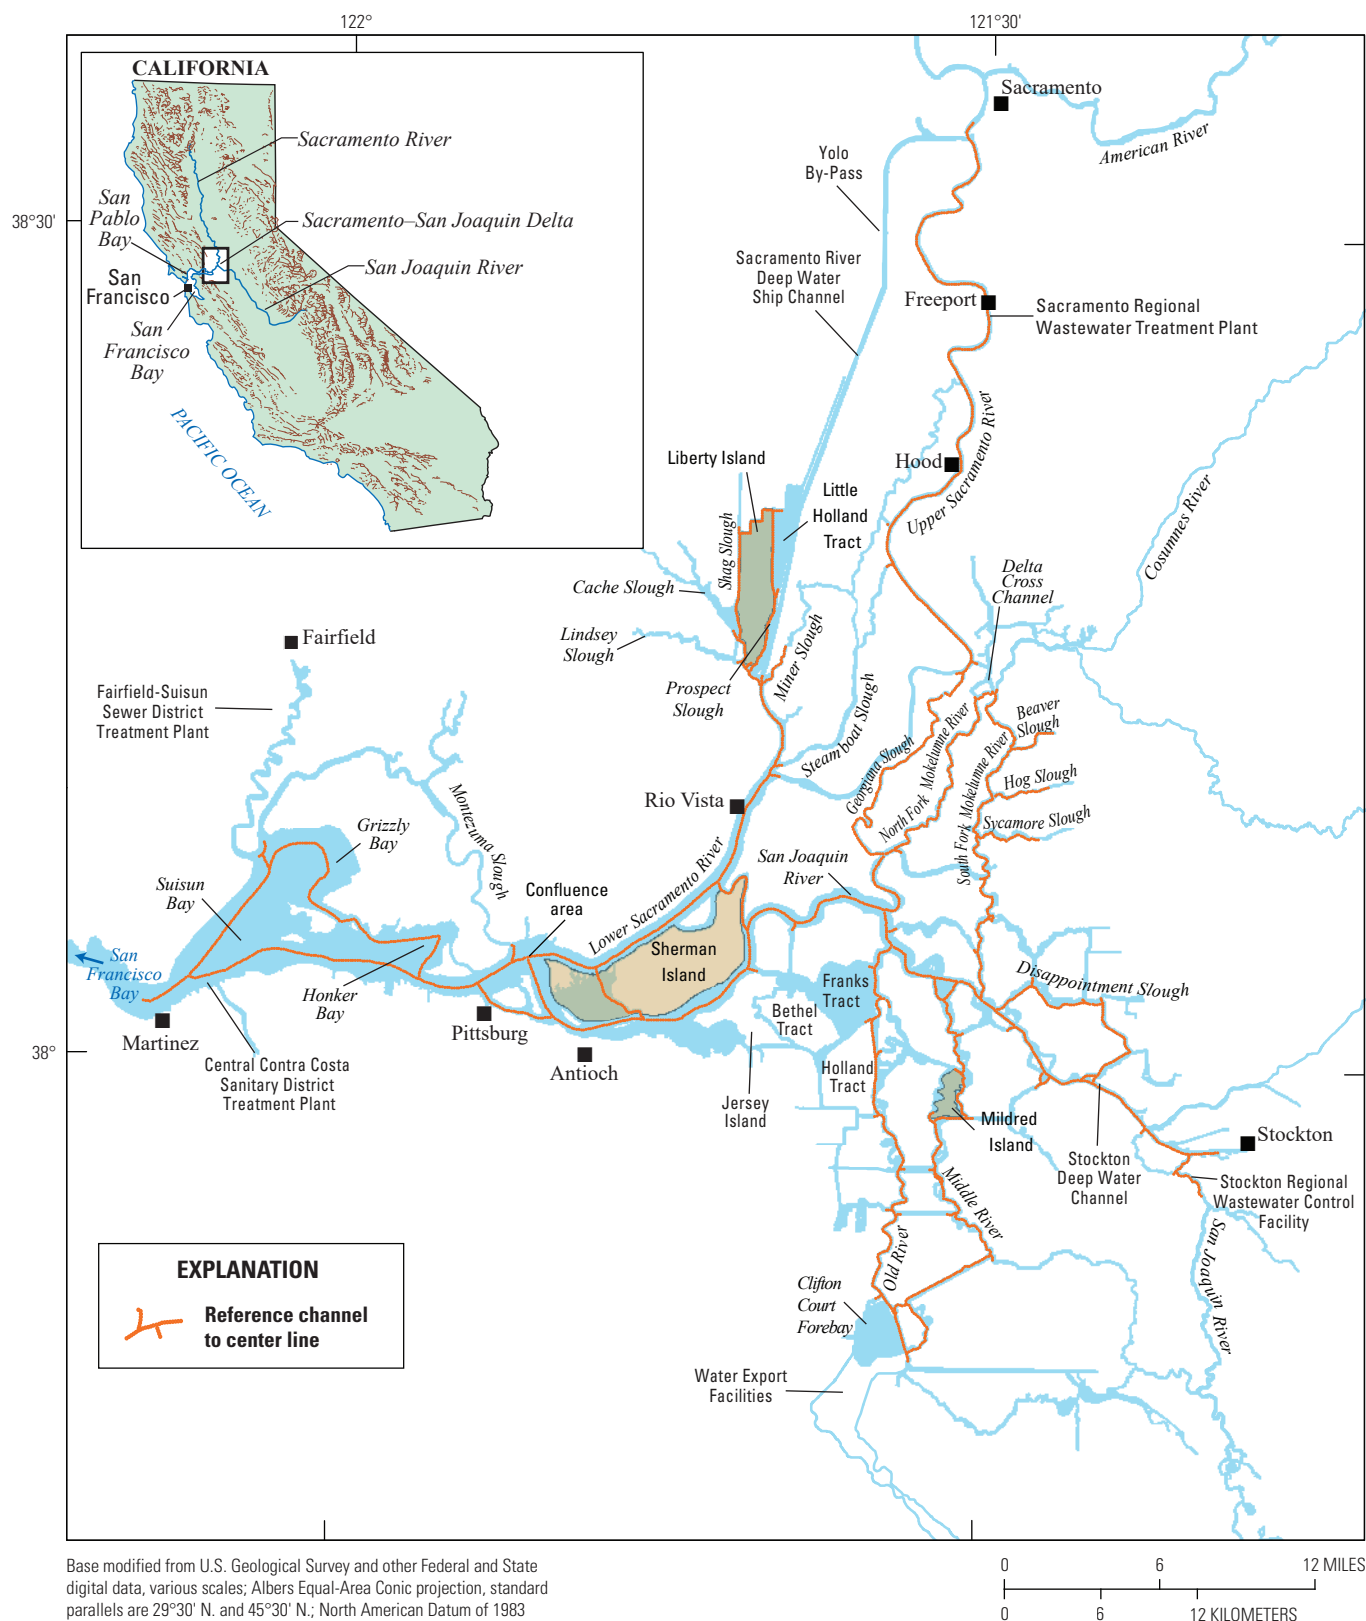 122°
121°30'
CALIFORNIA
Sacramento River
San
Pablo
Bay
Sacramento–San Joaquin Delta
San Joaquin River
San
Francisco
San
Francisco
Bay
PACIFIC OCEAN
38°30'
38°
Sacramento
American River
Yolo
By-Pass
Sacramento River
Deep Water
Ship Channel
Freeport
Sacramento Regional
Wastewater Treatment Plant
Hood
Upper Sacramento River
Cosumnes River
Liberty Island
Little
Holland
Tract
Shag Slough
Cache Slough
Lindsey
Slough
Prospect
Slough
Miner Slough
Delta
Cross
Channel
Steamboat Slough
Georgiana Slough
North Fork Mokelumne River
South Fork Mokelumne River
Beaver
Slough
Hog Slough
Sycamore Slough
Fairfield
Fairfield-Suisun
Sewer District
Treatment Plant
Montezuma Slough
Grizzly
Bay
Suisun
Bay
Rio Vista
Lower Sacramento River
San Joaquin
River
Confluence
area
Sherman
Island
San
Francisco
Bay
Honker
Bay
Martinez
Central Contra Costa
Sanitary District
Treatment Plant
Pittsburg
Antioch
Franks
Tract
Bethel
Tract
Holland
Tract
Jersey
Island
Disappointment Slough
Mildred
Island
Stockton
Stockton
Deep Water
Channel
Stockton Regional
Wastewater Control
Facility
San Joaquin River
Middle River
Old River
Clifton
Court
Forebay
Water Export
Facilities
EXPLANATION
Reference channel
to center line
Base modified from U.S. Geological Survey and other Federal and State
digital data, various scales; Albers Equal-Area Conic projection, standard
parallels are 29°30' N. and 45°30' N.; North American Datum of 1983
0 6 12 MILES
0 6 12 KILOMETERS